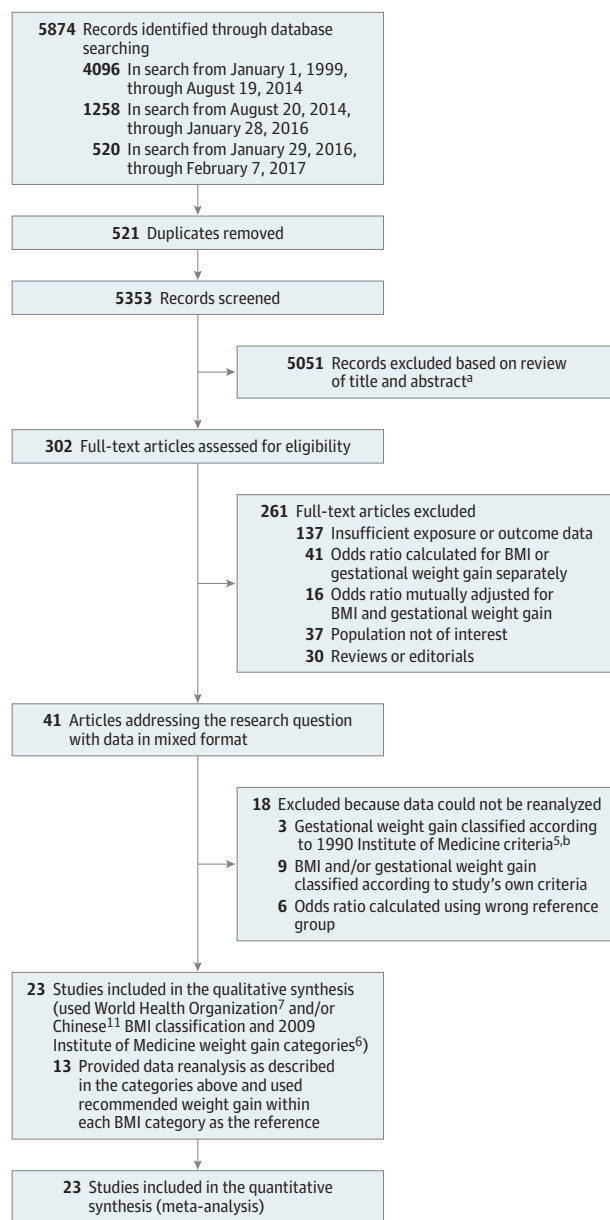 5874 Records identified through database
searching
4096 In search from January 1, 1999,
through August 19, 2014
1258 In search from August 20, 2014,
through January 28, 2016
520 In search from January 29, 2016,
through February 7, 2017
521 Duplicates removed
5353 Records screened
5051 Records excluded based on review
of title and abstractᵃ
302 Full-text articles assessed for eligibility
261 Full-text articles excluded
137 Insufficient exposure or outcome data
41 Odds ratio calculated for BMI or
gestational weight gain separately
16 Odds ratio mutually adjusted for
BMI and gestational weight gain
37 Population not of interest
30 Reviews or editorials
41 Articles addressing the research question
with data in mixed format
18 Excluded because data could not be reanalyzed
3 Gestational weight gain classified according
to 1990 Institute of Medicine criteria⁵,ᵇ
9 BMI and/or gestational weight gain
classified according to study's own criteria
6 Odds ratio calculated using wrong reference
group
23 Studies included in the qualitative synthesis
(used World Health Organization⁷ and/or
Chinese¹¹ BMI classification and 2009
Institute of Medicine weight gain categories⁶)
13 Provided data reanalysis as described
in the categories above and used
recommended weight gain within
each BMI category as the reference
23 Studies included in the quantitative
synthesis (meta-analysis)